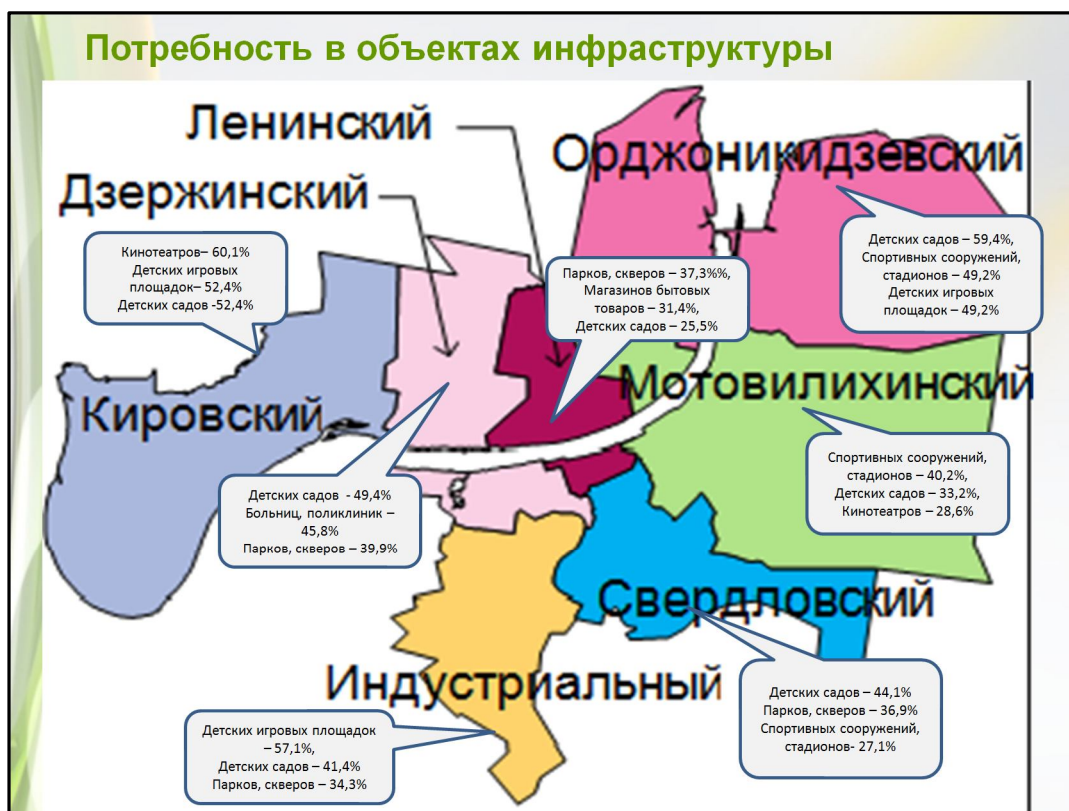 Потребность в объектах инфраструктуры
Ленинский
Орджоникидзевский
Дзержинский
Кинотеатров– 60,1%
Детских игровых
площадок– 52,4%
Детских садов -52,4%
Парков, скверов – 37,3%%,
Магазинов бытовых
товаров – 31,4%,
Детских садов – 25,5%
Детских садов – 59,4%,
Спортивных сооружений,
стадионов – 49,2%
Детских игровых
площадок – 49,2%
Мотовилихинский
Кировский
Детских садов - 49,4%
Больниц, поликлиник –
45,8%
Парков, скверов – 39,9%
Спортивных сооружений,
стадионов – 40,2%,
Детских садов – 33,2%,
Кинотеатров – 28,6%
Свердловский
Индустриальный
Детских садов – 44,1%
Парков, скверов – 36,9%
Спортивных сооружений,
стадионов- 27,1%
Детских игровых площадок
– 57,1%,
Детских садов – 41,4%
Парков, скверов – 34,3%